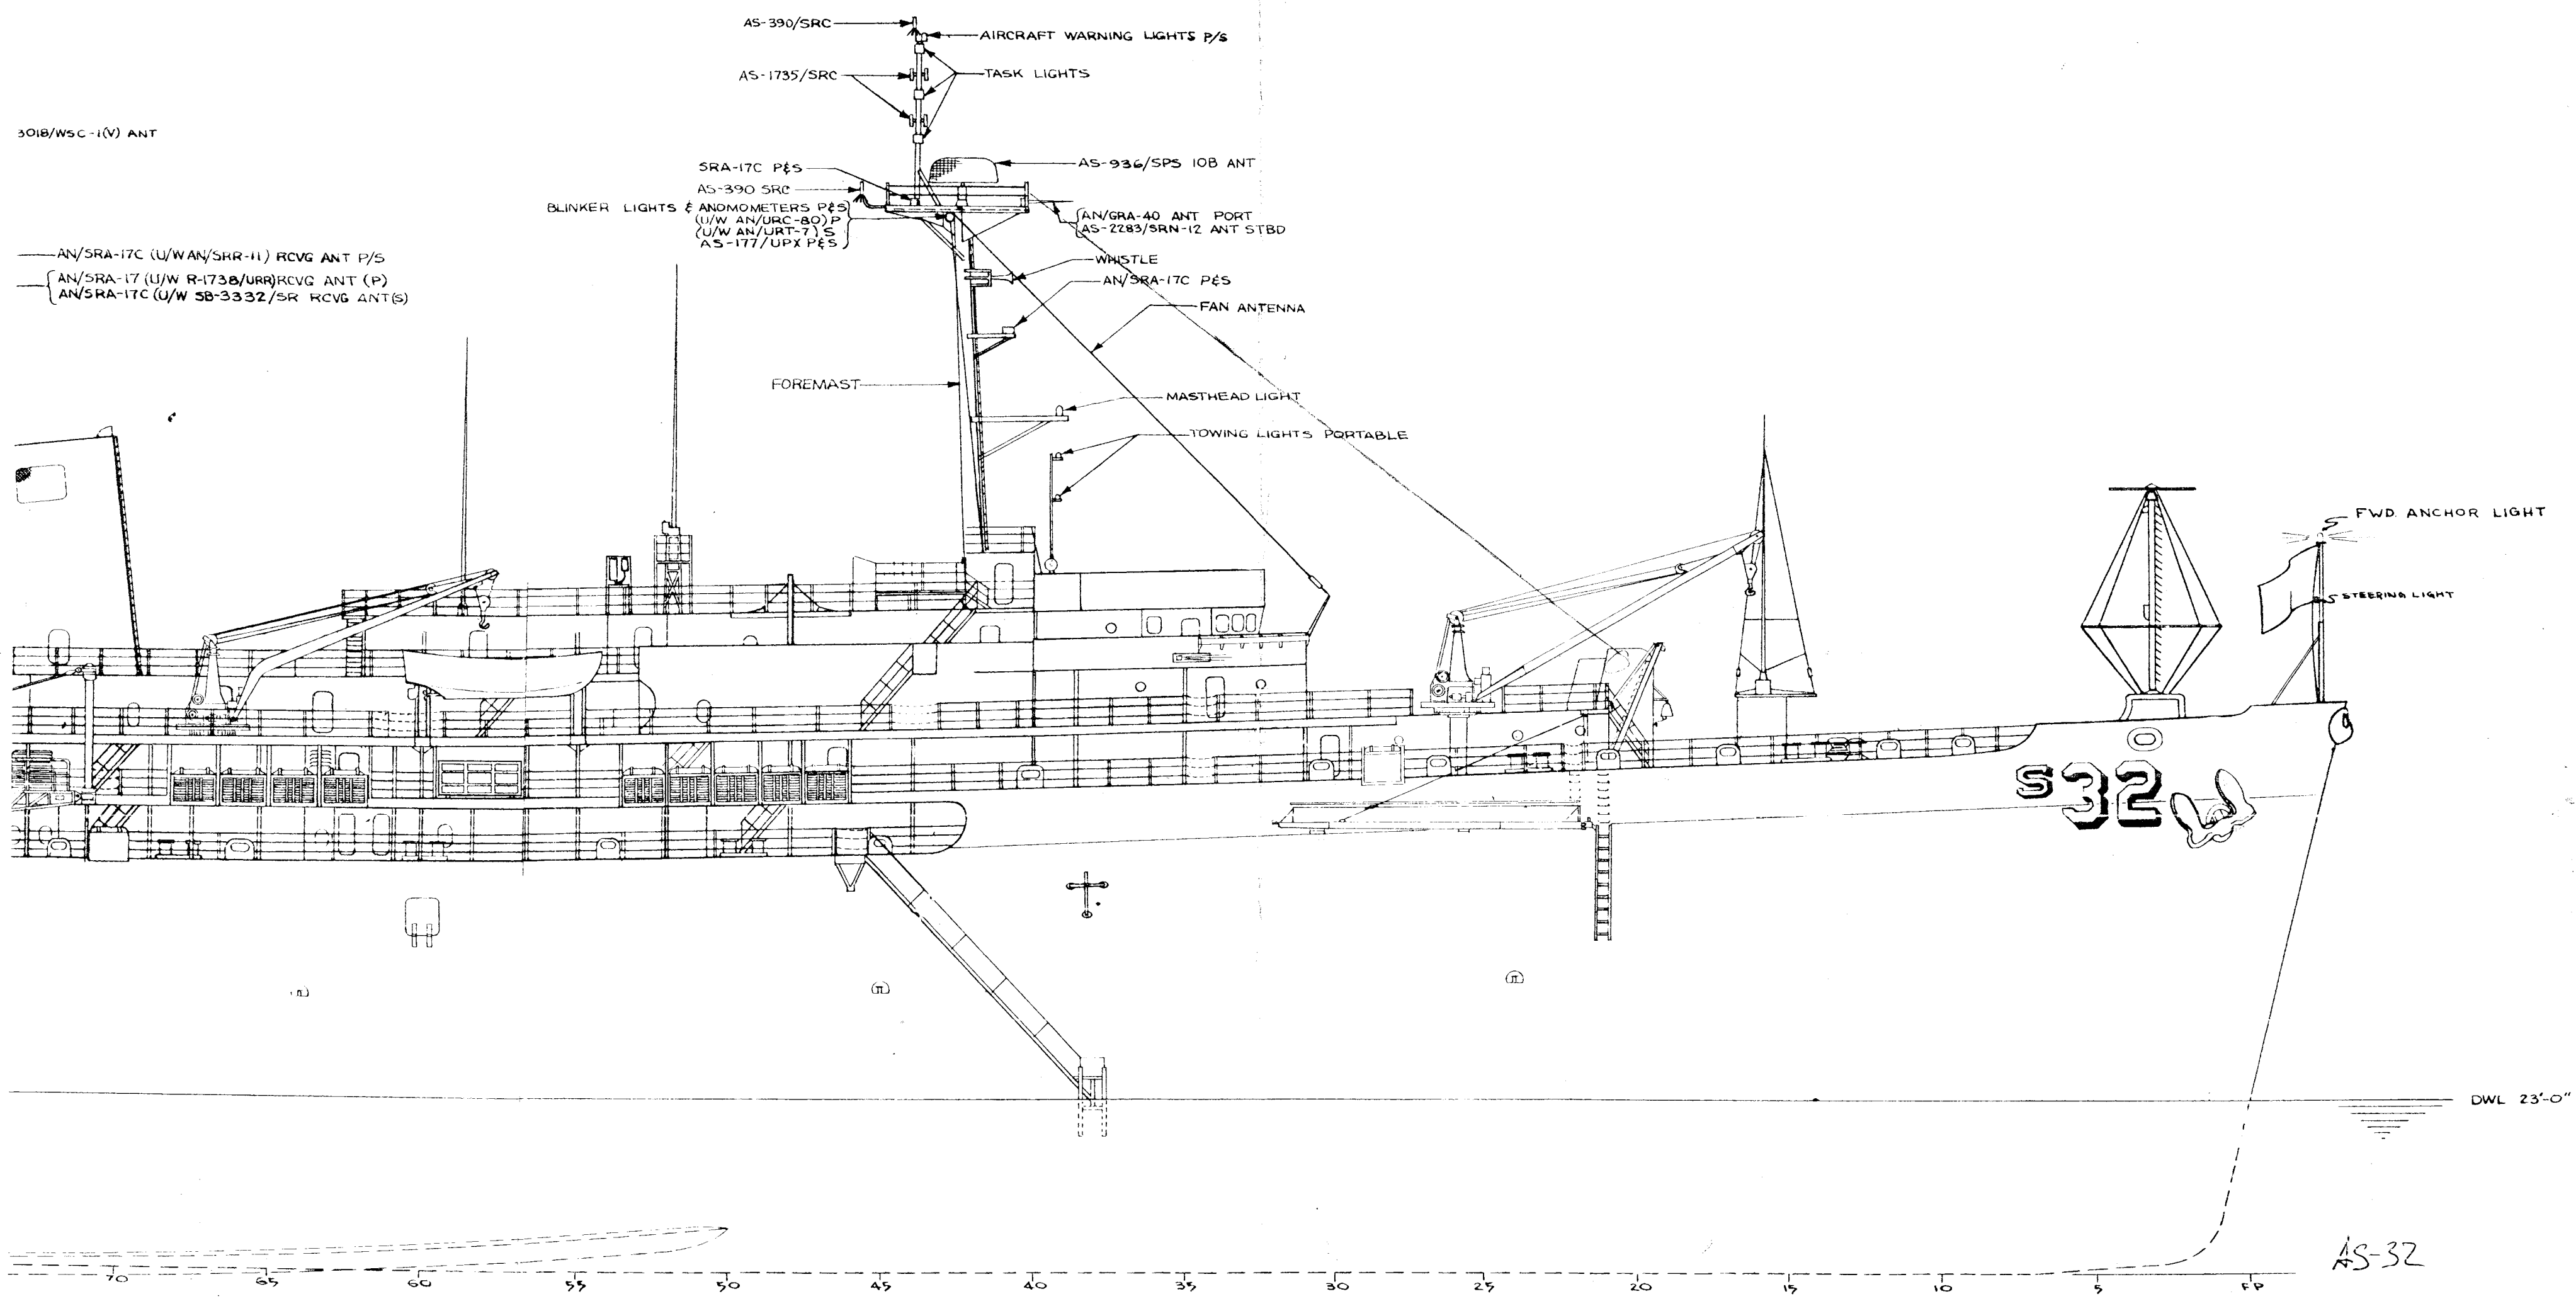 AS-390/SRC
AIRCRAFT WARNING LIGHTS P/S
AS-1735/SRC
TASK LIGHTS
3018/WSC-1(V) ANT
SRA-17C P&S
AS-936/SPS 10B ANT
AS-390 SRC
BLINKER LIGHTS & ANOMOMETERS P&S
(U/W AN/URC-80) P
(U/W AN/URT-7) S
AS-177/UPX P&S
AN/GRA-40 ANT PORT
AS-2283/SRN-12 ANT STBD
AN/SRA-17C (U/W AN/SRR-11) RCVG ANT P/S
AN/SRA-17 (U/W R-1738/URR) RCVG ANT (P)
AN/SRA-17C (U/W SB-3332/SR RCVG ANT(S)
WHISTLE
AN/SRA-17C P&S
FAN ANTENNA
FOREMAST
MASTHEAD LIGHT
TOWING LIGHTS PORTABLE
FWD. ANCHOR LIGHT
STEERING LIGHT
S32
DWL 23'-0"
AS-32
70 65 60 55 50 45 40 35 30 25 20 15 10 5 FP